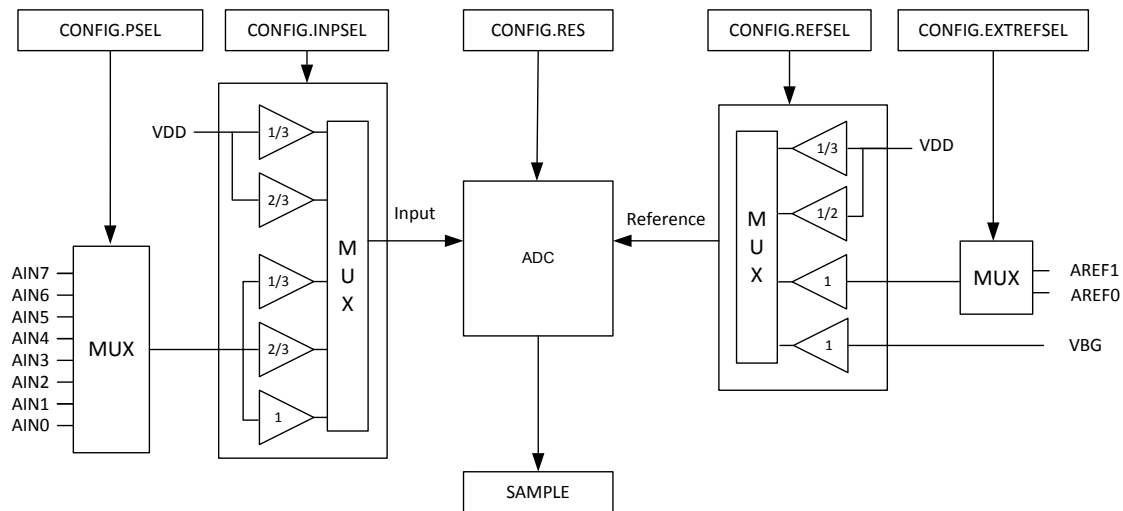 CONFIG.PSEL
CONFIG.INPSEL
CONFIG.RES
CONFIG.REFSEL
CONFIG.EXTREFSEL
VDD
1/3
2/3
1/3
2/3
1
MUX
Input
AIN7
AIN6
AIN5
AIN4
AIN3
AIN2
AIN1
AIN0
MUX
ADC
Reference
MUX
1/3
1/2
1
1
VDD
MUX
AREF1
AREF0
VBG
SAMPLE